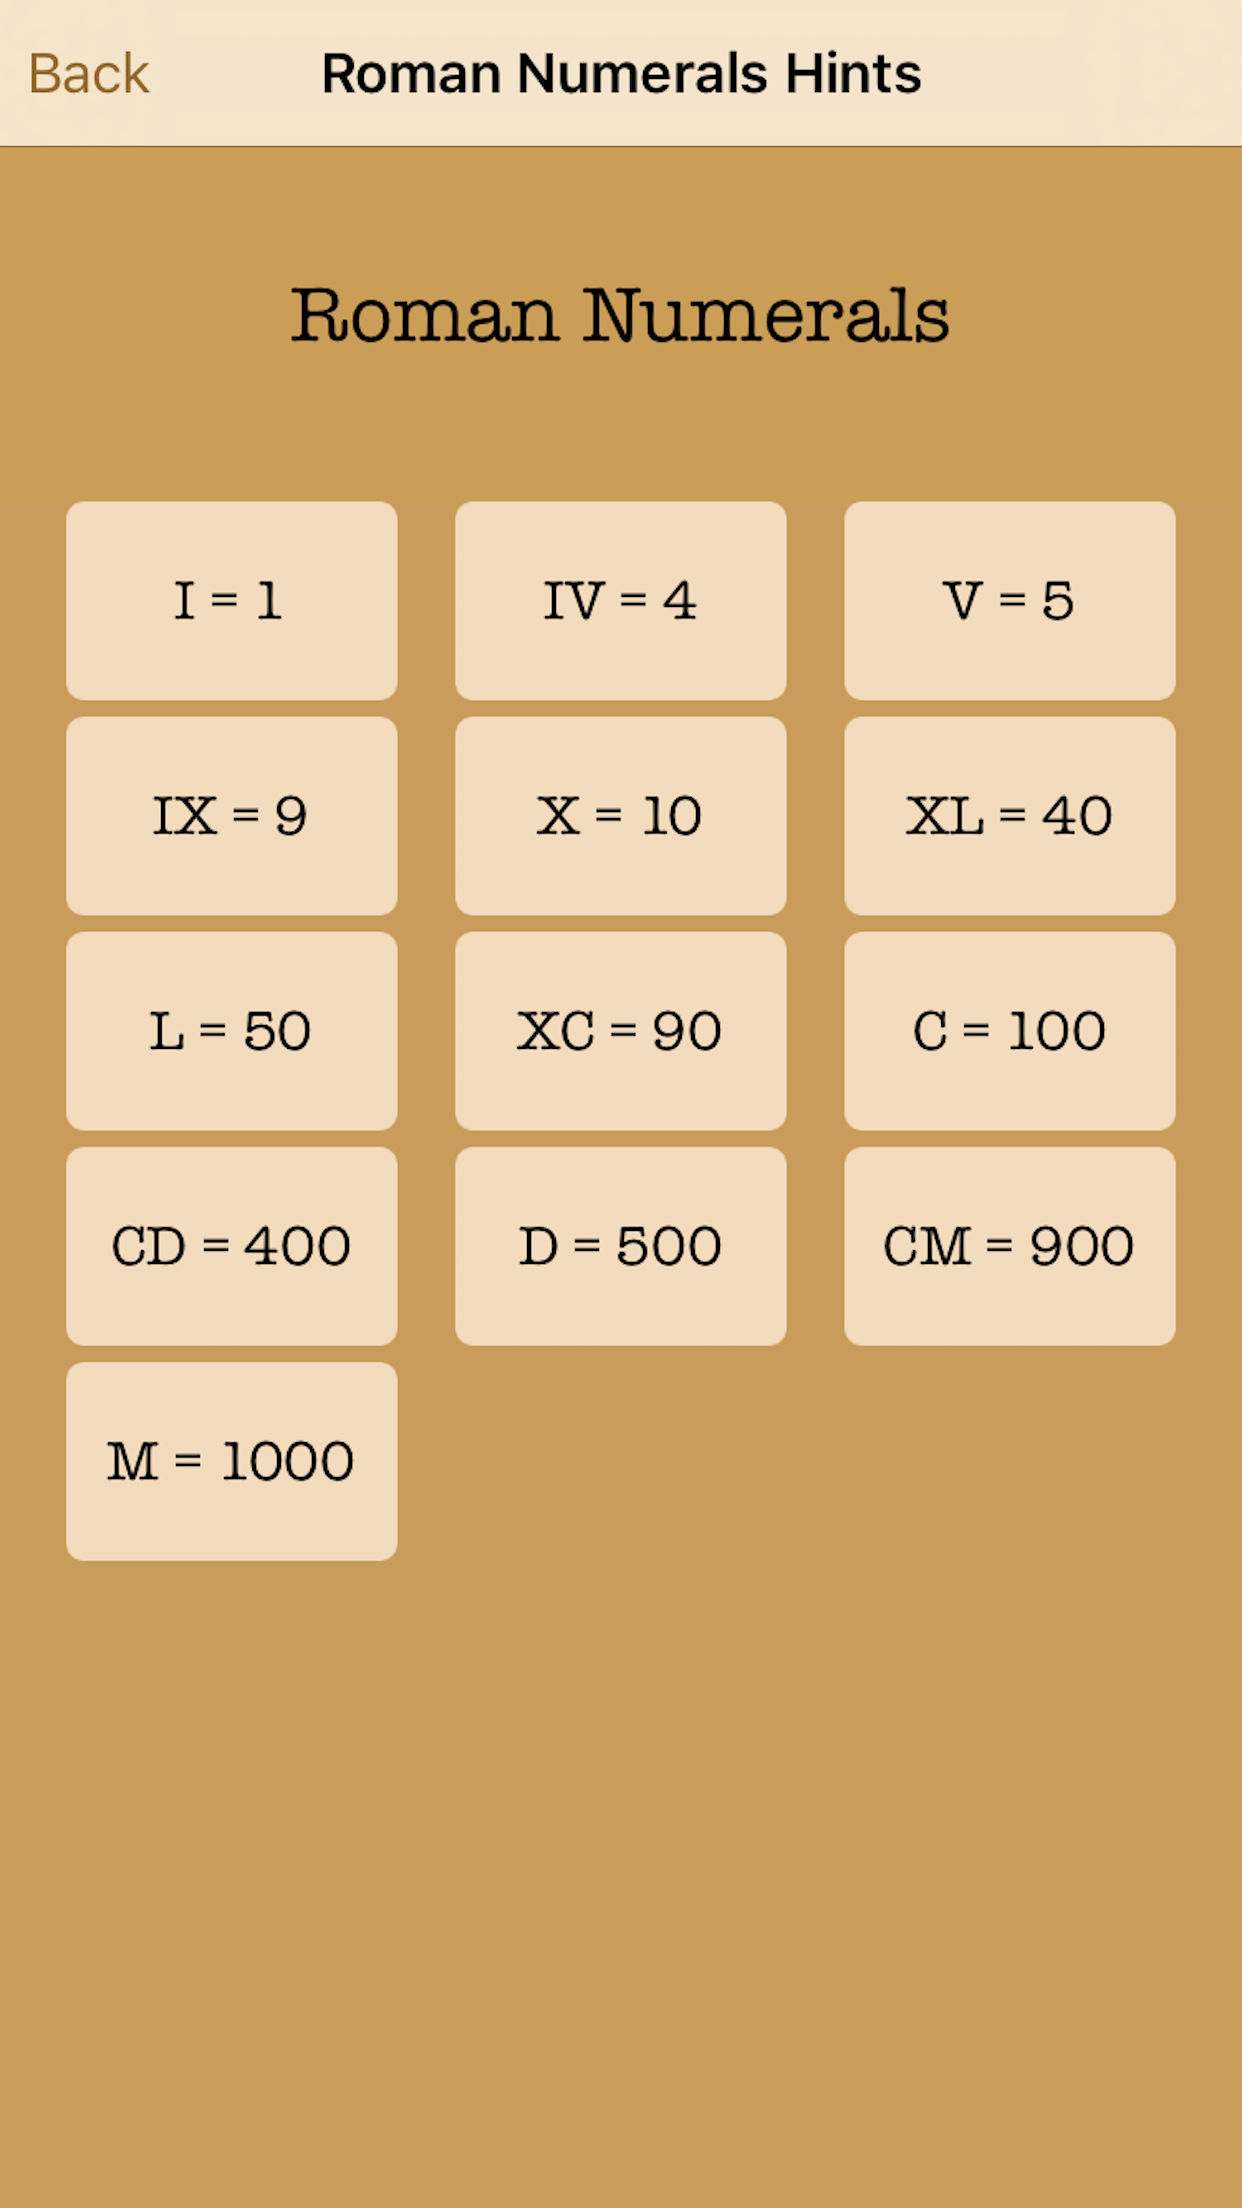 Back
Roman Numerals Hints
Roman Numerals
I = 1
IV = 4
V = 5
IX = 9
X = 10
XL = 40
L = 50
XC = 90
C = 100
CD = 400
D = 500
CM = 900
M = 1000